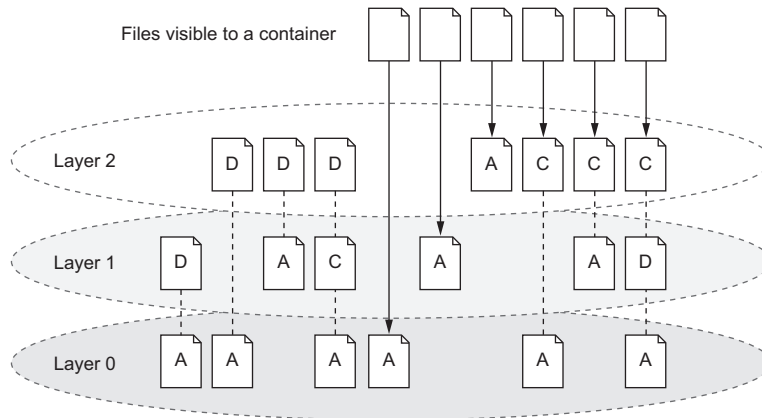 Files visible to a container
Layer 2
D D D A C C C
Layer 1
D A C A A D
Layer 0
A A A A A A